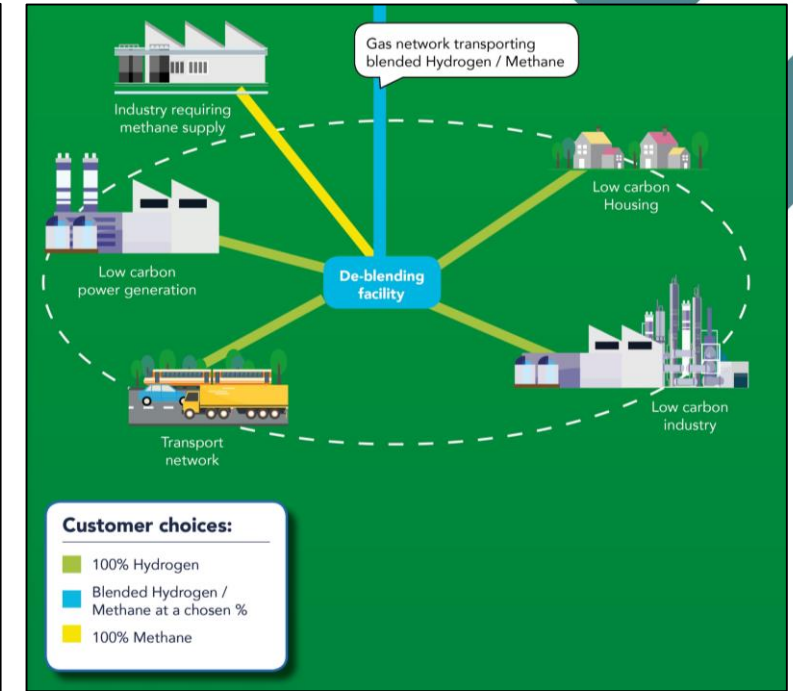 Gas network transporting
blended Hydrogen / Methane
Industry requiring
methane supply
Low carbon
Housing
Low carbon
power generation
De-blending
facility
Low carbon
industry
Transport
network
Customer choices:
100% Hydrogen
Blended Hydrogen /
Methane at a chosen %
100% Methane